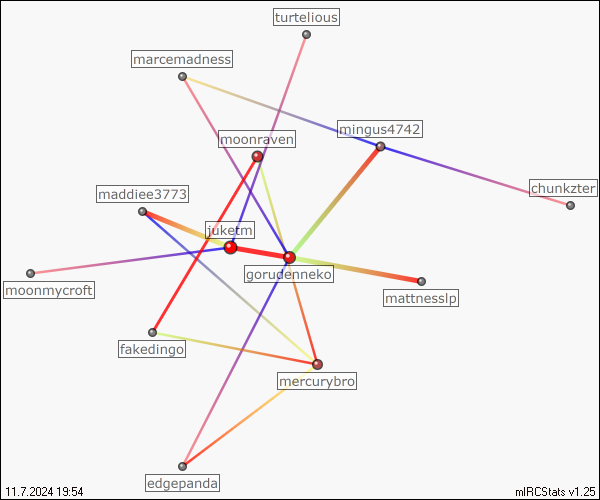 turtelious
marcemadness
mingus4742
moonraven
chunkzter
maddiee3773
juketm
gorudenneko
moonmycroft
mattnesslp
fakedingo
mercurybro
edgepanda
11.7.2024 19:54
mIRCStats v1.25